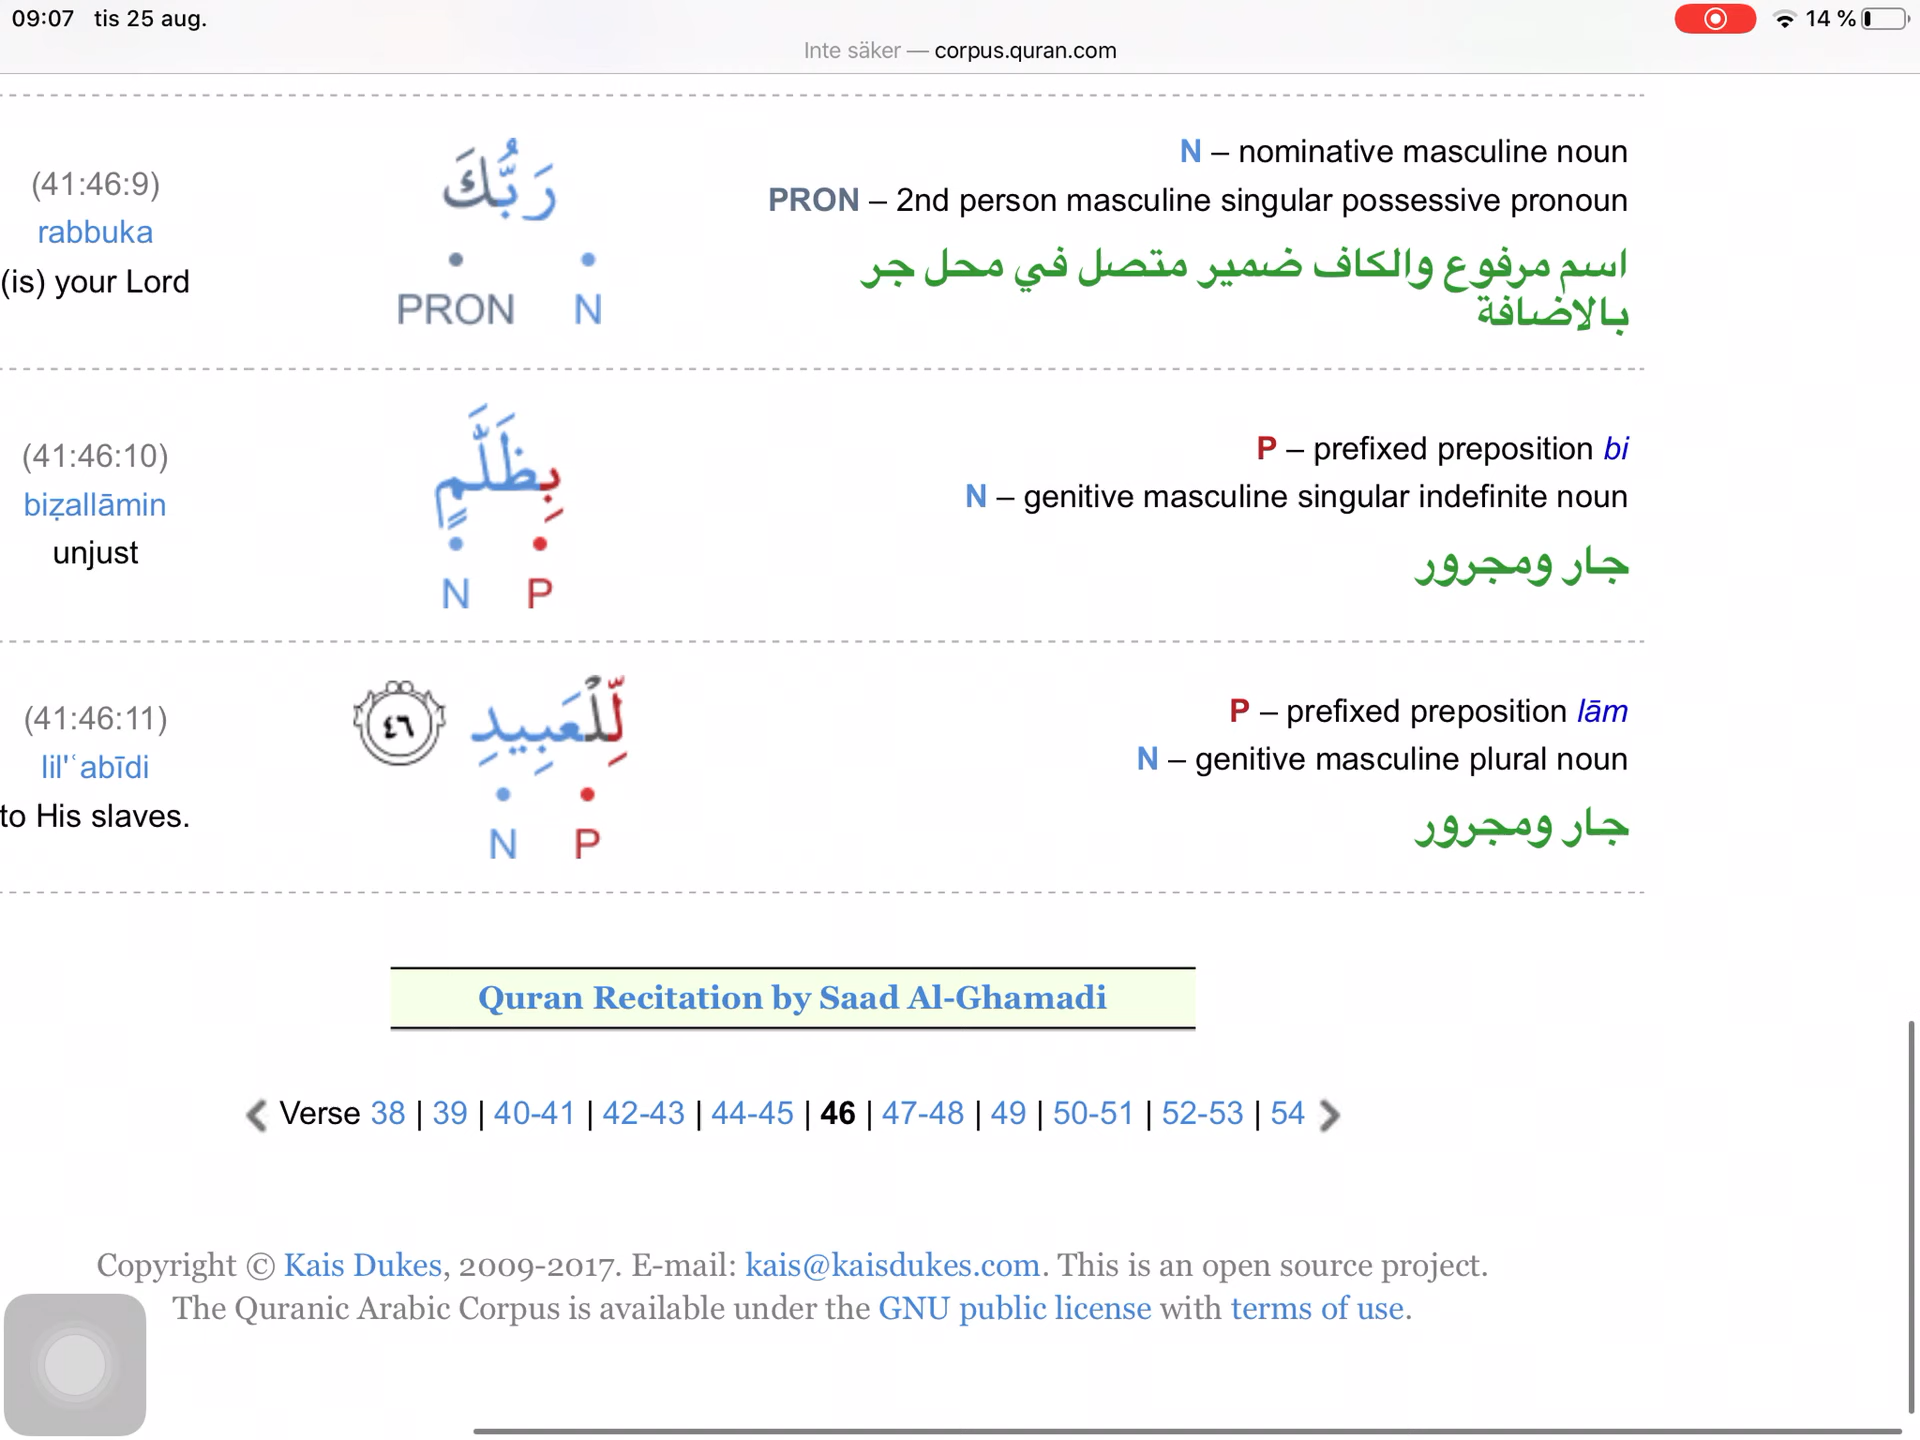 09:07 tis 25 aug.
14 %
Inte säker — corpus.quran.com
(41:46:9)
rabbuka
(is) your Lord
رَبُّكَ
PRON N
N – nominative masculine noun
PRON – 2nd person masculine singular possessive pronoun
اسم مرفوع والكاف ضمير متصل في محل جر
بالاضافة
(41:46:10)
biẓallāmin
unjust
بِظَلَّٰمٍ
N P
P – prefixed preposition bi
N – genitive masculine singular indefinite noun
جار ومجرور
(41:46:11)
lil'ʿabīdi
to His slaves.
لِّلْعَبِيدِ ٤٦
N P
P – prefixed preposition lām
N – genitive masculine plural noun
جار ومجرور
Quran Recitation by Saad Al-Ghamadi
Verse 38 | 39 | 40-41 | 42-43 | 44-45 | 46 | 47-48 | 49 | 50-51 | 52-53 | 54
Copyright © Kais Dukes, 2009-2017. E-mail: kais@kaisdukes.com. This is an open source project.
The Quranic Arabic Corpus is available under the GNU public license with terms of use.